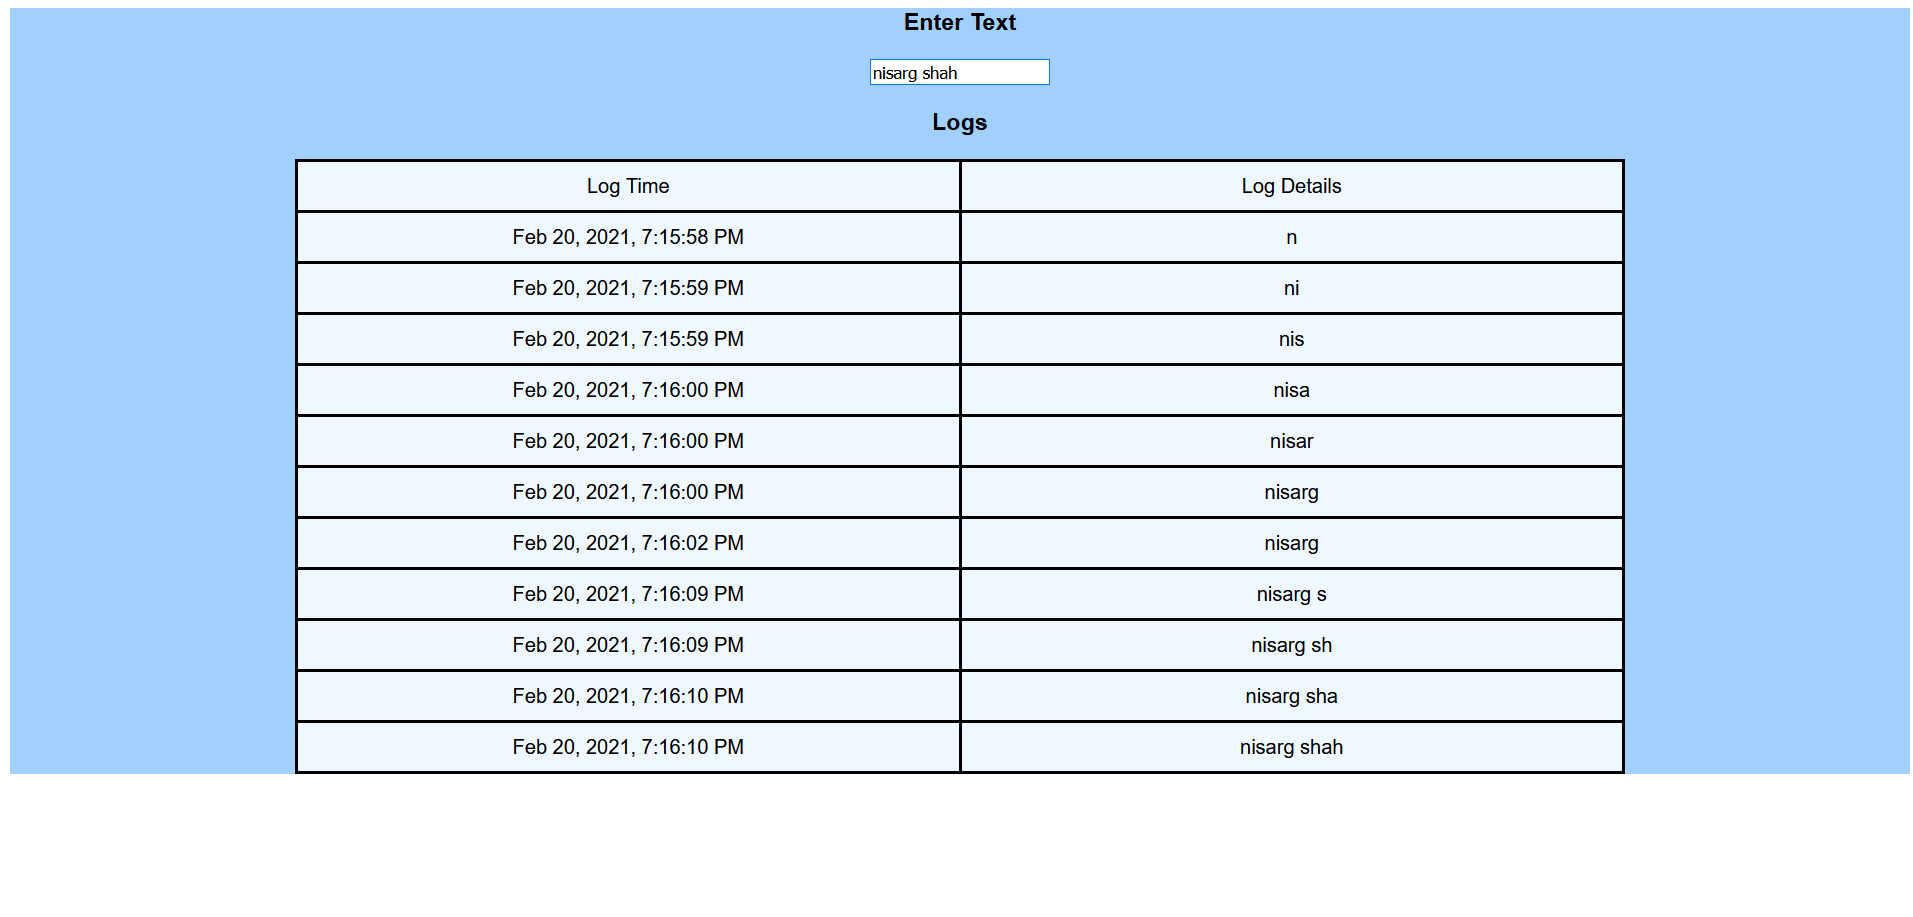 Enter Text
nisarg shah
Logs
Log Time Log Details
Feb 20, 2021, 7:15:58 PM n
Feb 20, 2021, 7:15:59 PM ni
Feb 20, 2021, 7:15:59 PM nis
Feb 20, 2021, 7:16:00 PM nisa
Feb 20, 2021, 7:16:00 PM nisar
Feb 20, 2021, 7:16:00 PM nisarg
Feb 20, 2021, 7:16:02 PM nisarg
Feb 20, 2021, 7:16:09 PM nisarg s
Feb 20, 2021, 7:16:09 PM nisarg sh
Feb 20, 2021, 7:16:10 PM nisarg sha
Feb 20, 2021, 7:16:10 PM nisarg shah